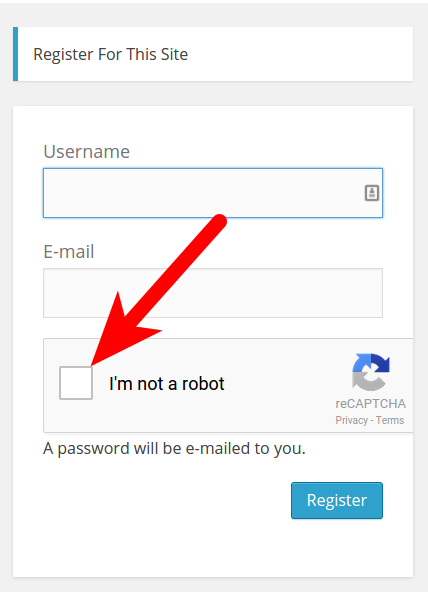 Register For This Site
Username
E-mail
I'm not a robot
reCAPTCHA
Privacy - Terms
A password will be e-mailed to you.
Register